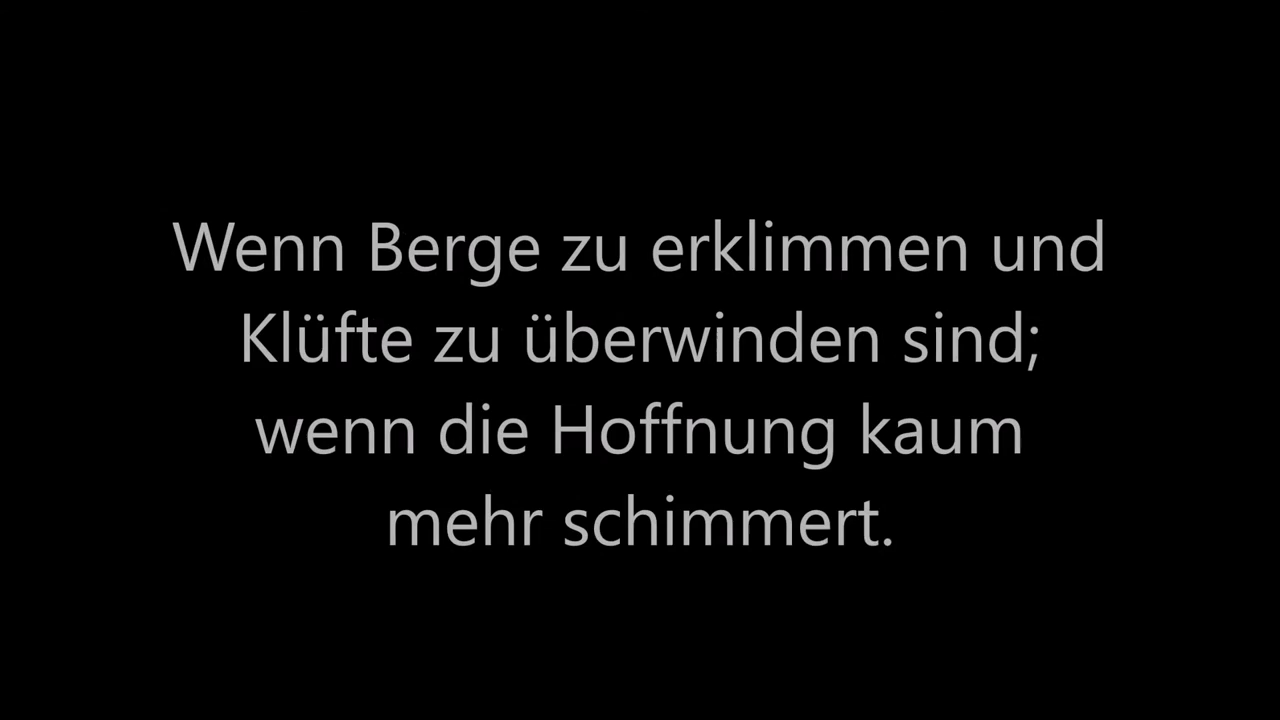 Wenn Berge zu erklimmen und
Klüfte zu überwinden sind;
wenn die Hoffnung kaum
mehr schimmert.